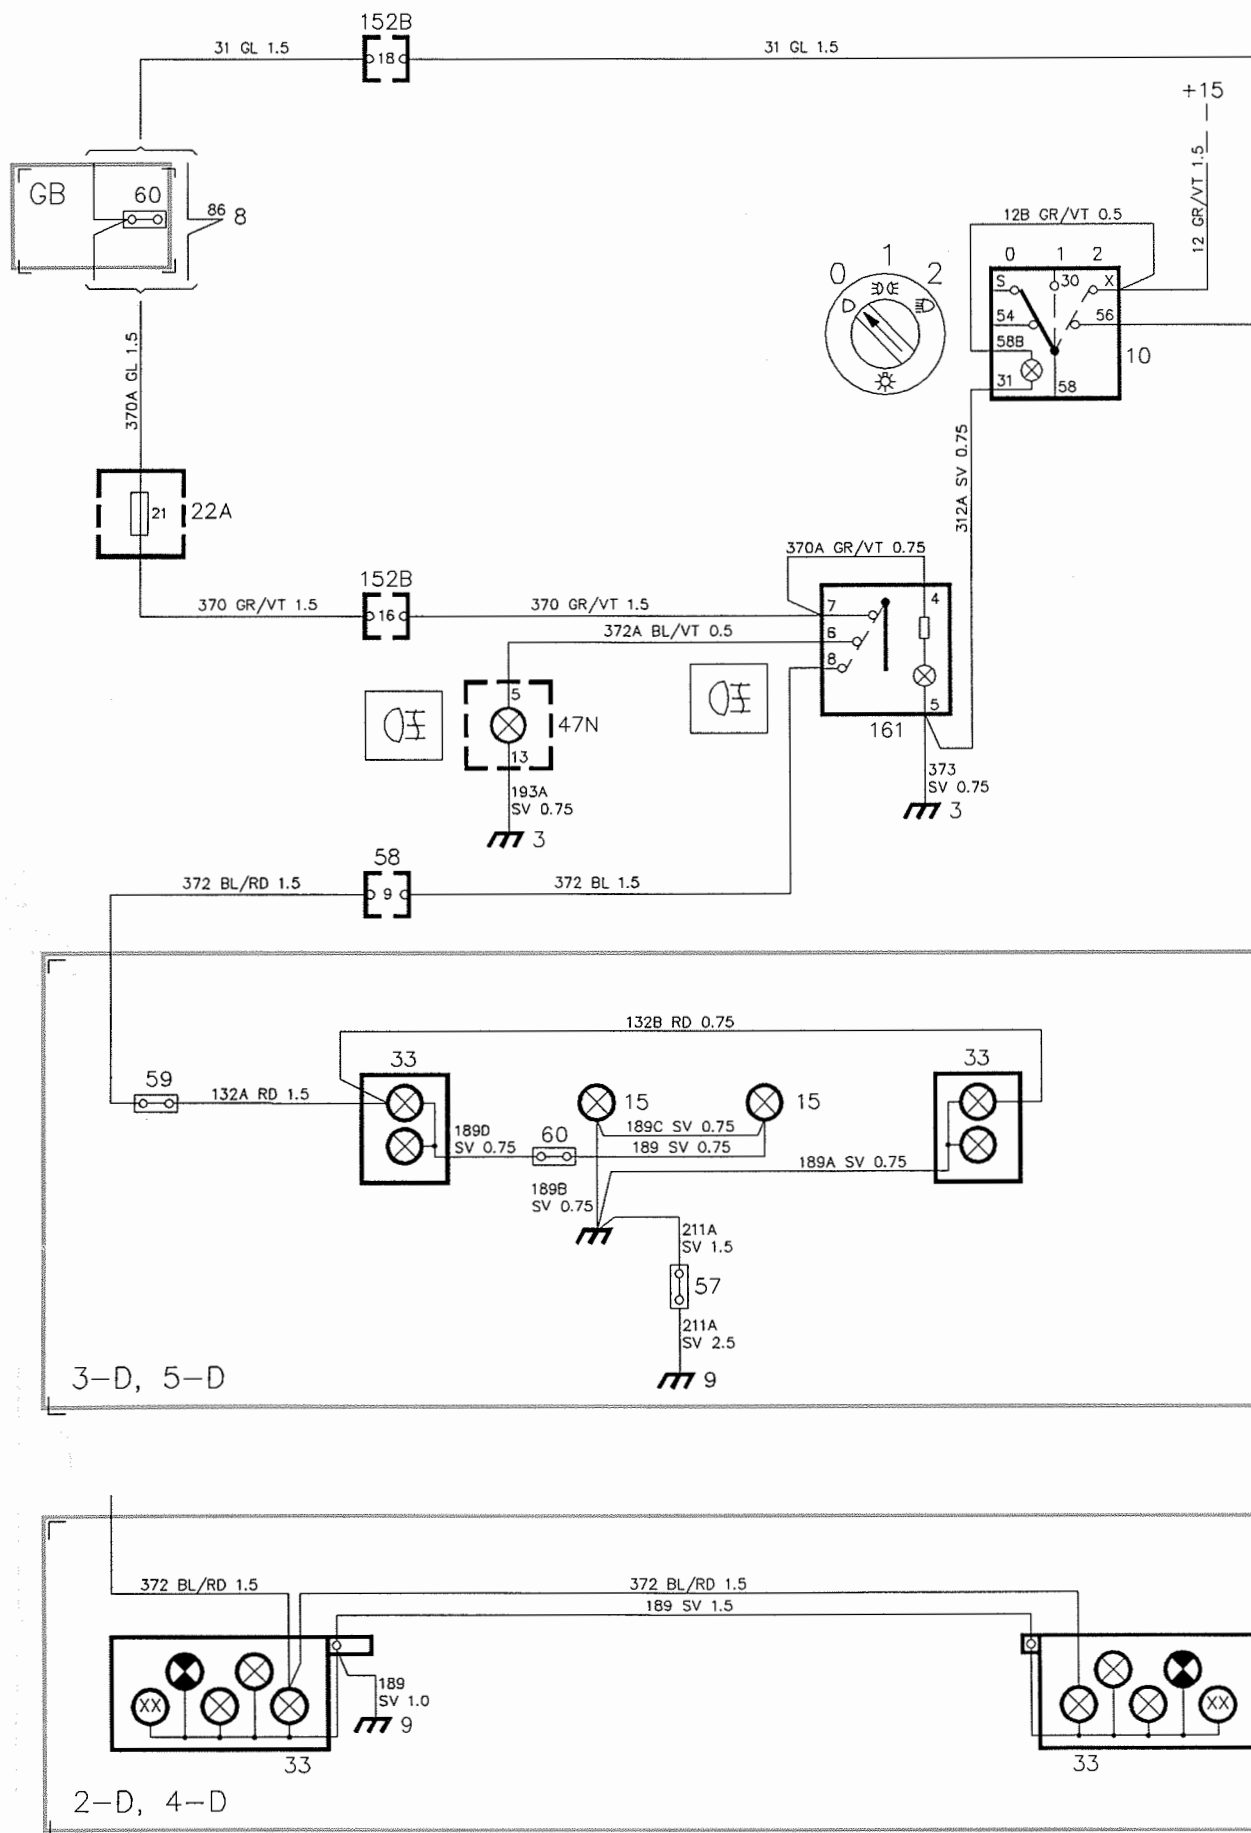 152B
31 GL 1.5
18
31 GL 1.5
+15
12 GR/VT 1.5
GB
60
86
8
12B GR/VT 0.5
0 1 2
S
30
X
54
56
58B
31
58
10
0
1
2
370A GL 1.5
312A SV 0.75
21
22A
370A GR/VT 0.75
152B
370 GR/VT 1.5
16
370 GR/VT 1.5
7
4
372A BL/VT 0.5
6
8
5
5
47N
161
13
193A
SV 0.75
373
SV 0.75
3
3
58
372 BL/RD 1.5
9
372 BL 1.5
132B RD 0.75
33
33
59
132A RD 1.5
15
15
189D
SV 0.75
60
189C SV 0.75
189 SV 0.75
189A SV 0.75
189B
SV 0.75
211A
SV 1.5
57
211A
SV 2.5
9
3-D, 5-D
372 BL/RD 1.5
372 BL/RD 1.5
189 SV 1.5
XX
189
SV 1.0
9
XX
33
33
2-D, 4-D